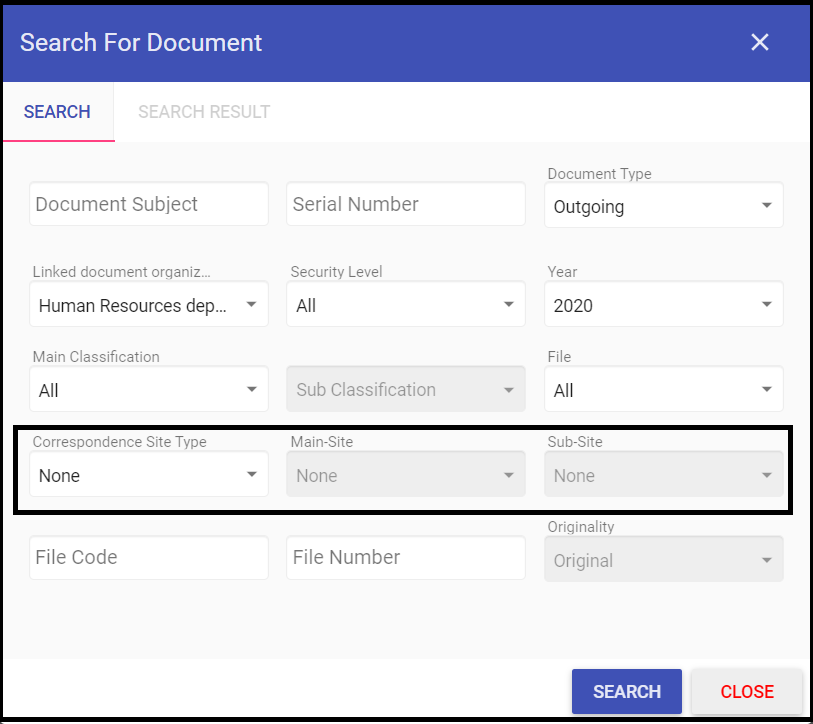 Search For Document
SEARCH SEARCH RESULT
Document Type
Document Subject Serial Number Outgoing
Linked document organiz... Security Level Year
Human Resources dep... All 2020
Main Classification File
All Sub Classification All
Correspondence Site Type Main-Site Sub-Site
None None None
Originality
File Code File Number Original
SEARCH CLOSE